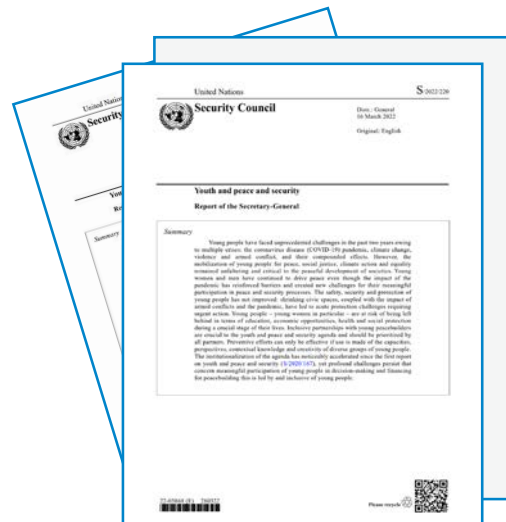 United Nations
S/2022/220
Security Council
Distr.: General
16 March 2022
Original: English
Youth and peace and security
Report of the Secretary-General
Summary
Young people have faced unprecedented challenges in the past two years owing
to multiple crises: the coronavirus disease (COVID-19) pandemic, climate change,
violence and armed conflict, and their compounded effects. However, the
mobilization of young people for peace, social justice, climate action and equality
remained unfaltering and critical to the peaceful development of societies. Young
women and men have continued to drive peace even though the impact of the
pandemic has reinforced barriers and created new challenges for their meaningful
participation in peace and security processes. The safety, security and protection of
young people has not improved: shrinking civic spaces, coupled with the impact of
armed conflicts and the pandemic, have led to acute protection challenges requiring
urgent action. Young people – young women in particular – are at risk of being left
behind in terms of education, economic opportunities, health and social protection
during a crucial stage of their lives. Inclusive partnerships with young peacebuilders
are crucial to the youth and peace and security agenda and should be prioritized by
all partners. Preventive efforts can only be effective if use is made of the capacities,
perspectives, contextual knowledge and creativity of diverse groups of young people.
The institutionalization of the agenda has noticeably accelerated since the first report
on youth and peace and security (S/2020/167), yet profound challenges persist that
concern meaningful participation of young people in decision-making and financing
for peacebuilding that is led by and inclusive of young people.
Please recycle
United Nation
Security
You
Re
Summary